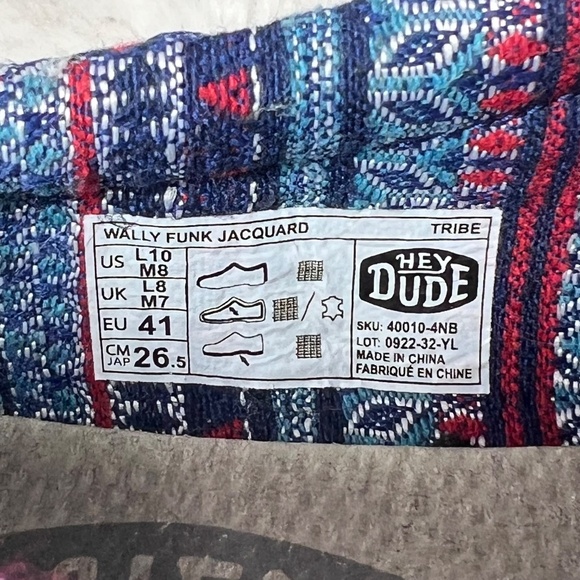 WALLY FUNK JACQUARD TRIBE
US L10 M8
UK L8 M7
EU 41
CM JAP 26.5
HEY DUDE
SKU: 40010-4NB
LOT: 0922-32-YL
MADE IN CHINA
FABRIQUÉ EN CHINE